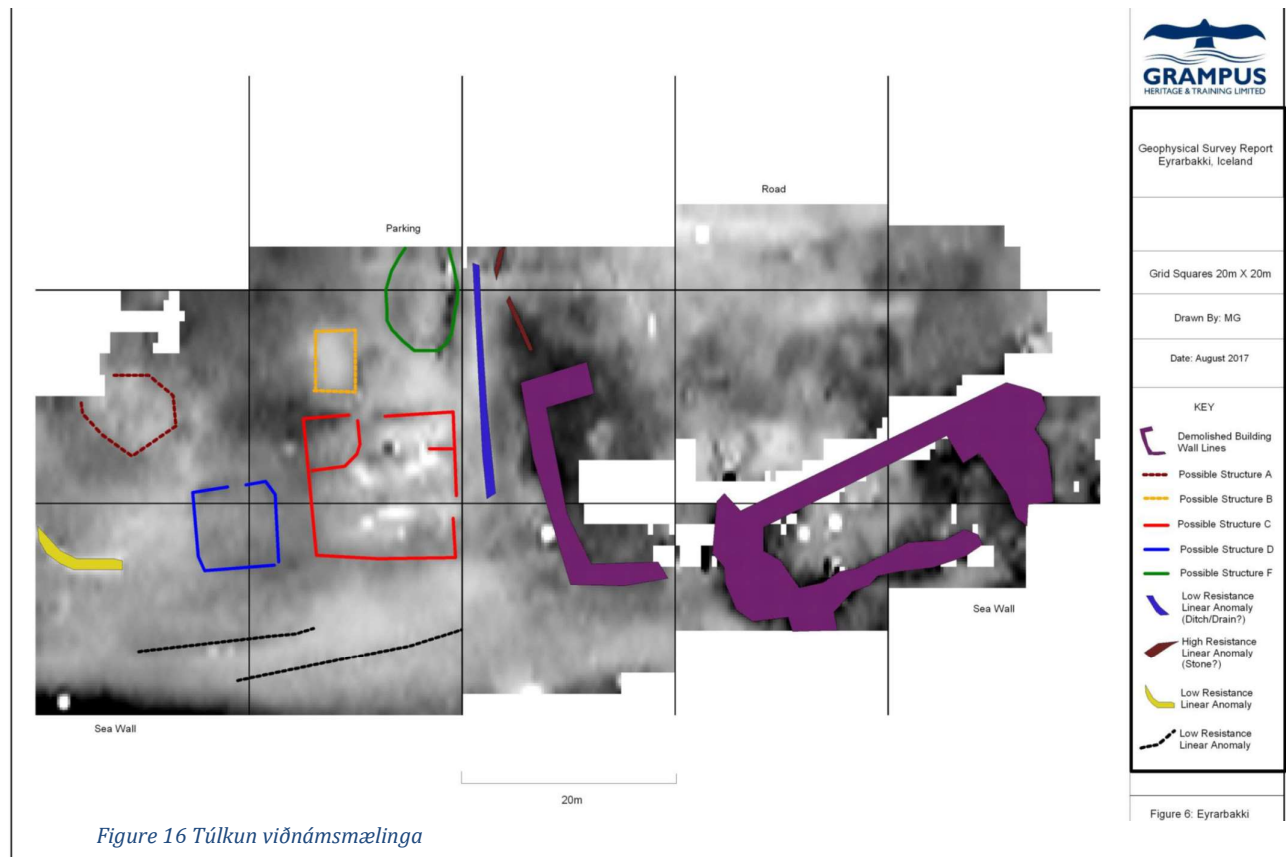 GRAMPUS
HERITAGE & TRAINING LIMITED
Geophysical Survey Report
Eyrarbakki, Iceland
Grid Squares 20m X 20m
Drawn By: MG
Date: August 2017
KEY
Demolished Building
Wall Lines
Possible Structure A
Possible Structure B
Possible Structure C
Possible Structure D
Possible Structure F
Low Resistance
Linear Anomaly
(Ditch/Drain?)
High Resistance
Linear Anomaly
(Stone?)
Low Resistance
Linear Anomaly
Low Resistance
Linear Anomaly
Figure 6: Eyrarbakki
Road
Parking
Sea Wall
Sea Wall
20m
Figure 16 Túlkun viðnámsmælinga